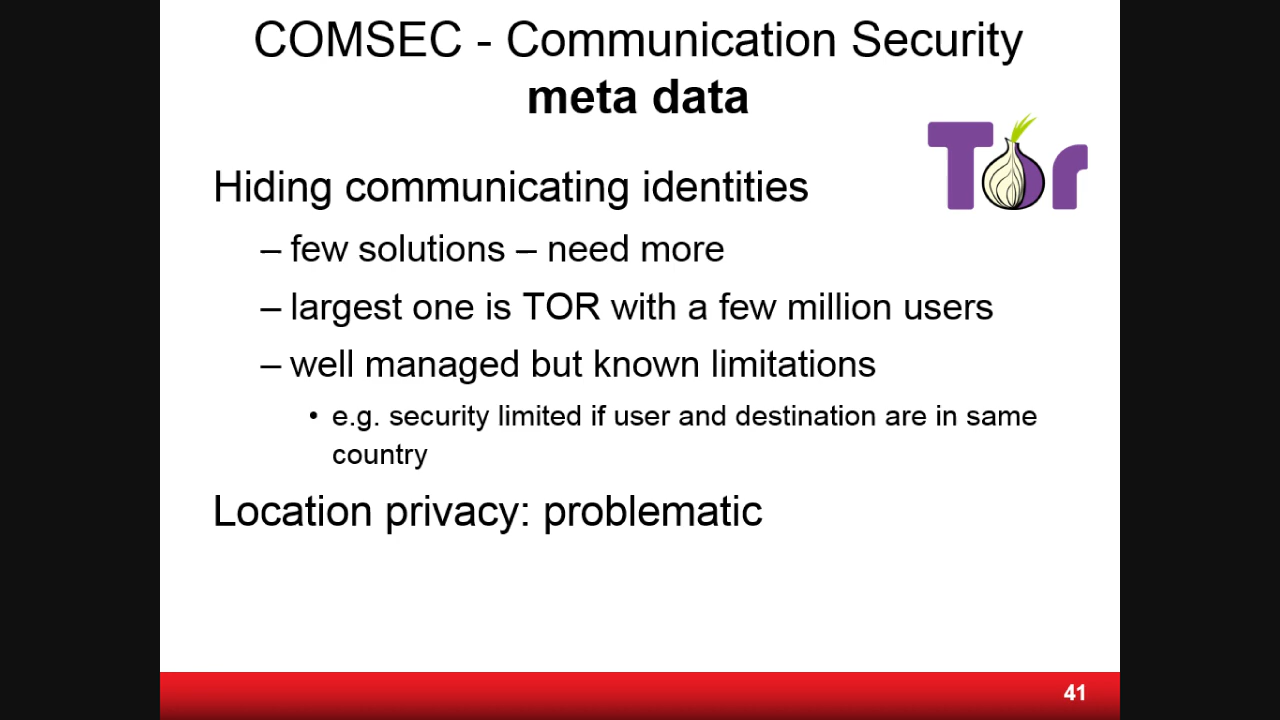 COMSEC - Communication Security
meta data
Tor
Hiding communicating identities
– few solutions – need more
– largest one is TOR with a few million users
– well managed but known limitations
• e.g. security limited if user and destination are in same
country
Location privacy: problematic
41